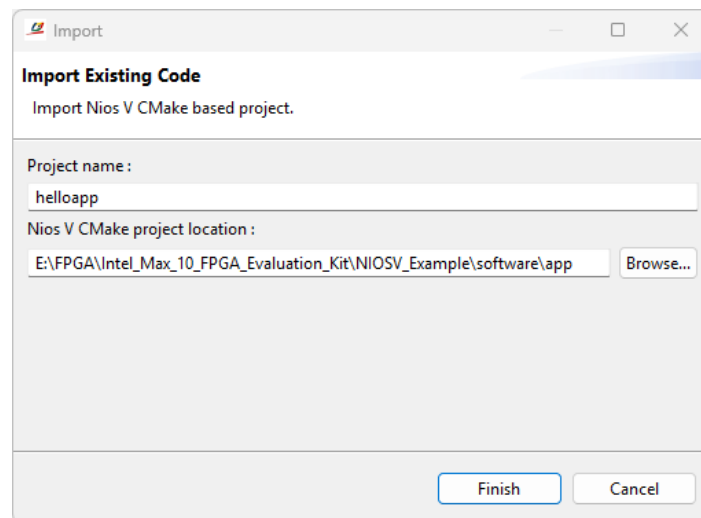 Import
Import Existing Code
Import Nios V CMake based project.
Project name :
helloapp
Nios V CMake project location :
E:\FPGA\Intel_Max_10_FPGA_Evaluation_Kit\NIOSV_Example\software\app
Browse...
Finish
Cancel